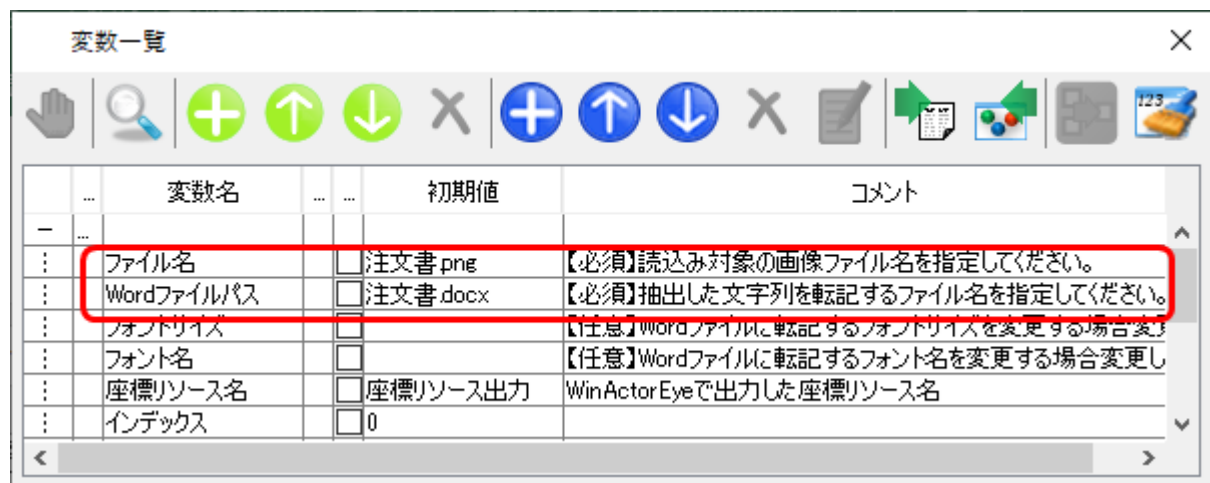 変数一覧
123
... 変数名 ... ... 初期値 コメント
− ...
ファイル名 注文書.png 【必須】読込み対象の画像ファイル名を指定してください。
Wordファイルパス 注文書.docx 【必須】抽出した文字列を転記するファイル名を指定してください。
フォントサイズ 【任意】Wordファイルに転記するフォントサイズを変更する場合変更
フォント名 【任意】Wordファイルに転記するフォント名を変更する場合変更し
座標リソース名 座標リソース出力 WinActorEyeで出力した座標リソース名
インデックス 0